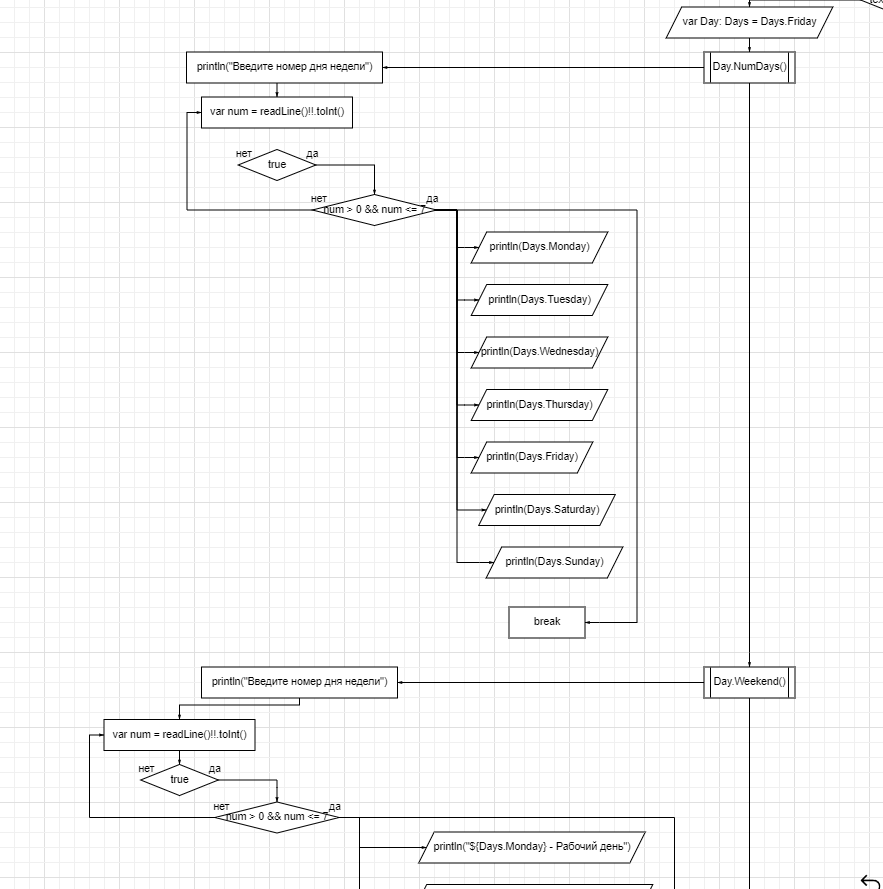 var Day: Days = Days.Friday
println("Введите номер дня недели")
Day.NumDays()
var num = readLine()!!.toInt()
нет
да
true
нет
да
num > 0 && num <= 7
println(Days.Monday)
println(Days.Tuesday)
println(Days.Wednesday)
println(Days.Thursday)
println(Days.Friday)
println(Days.Saturday)
println(Days.Sunday)
break
println("Введите номер дня недели")
Day.Weekend()
var num = readLine()!!.toInt()
нет
да
true
нет
да
num > 0 && num <= 7
println("${Days.Monday} - Рабочий день")